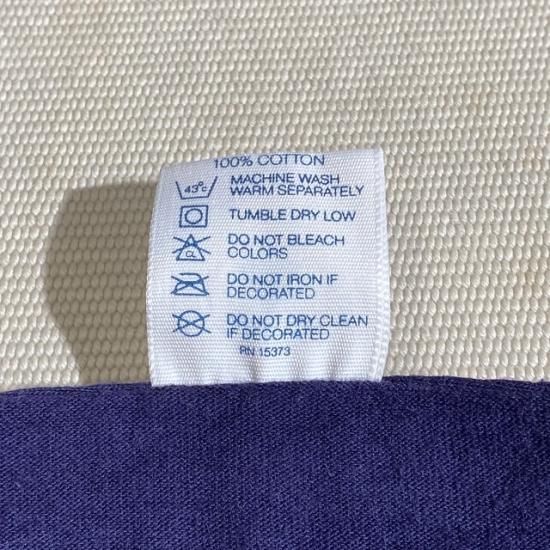 100% COTTON
43°c MACHINE WASH
WARM SEPARATELY
TUMBLE DRY LOW
CL DO NOT BLEACH
COLORS
DO NOT IRON IF
DECORATED
DO NOT DRY CLEAN
IF DECORATED
RN 15373